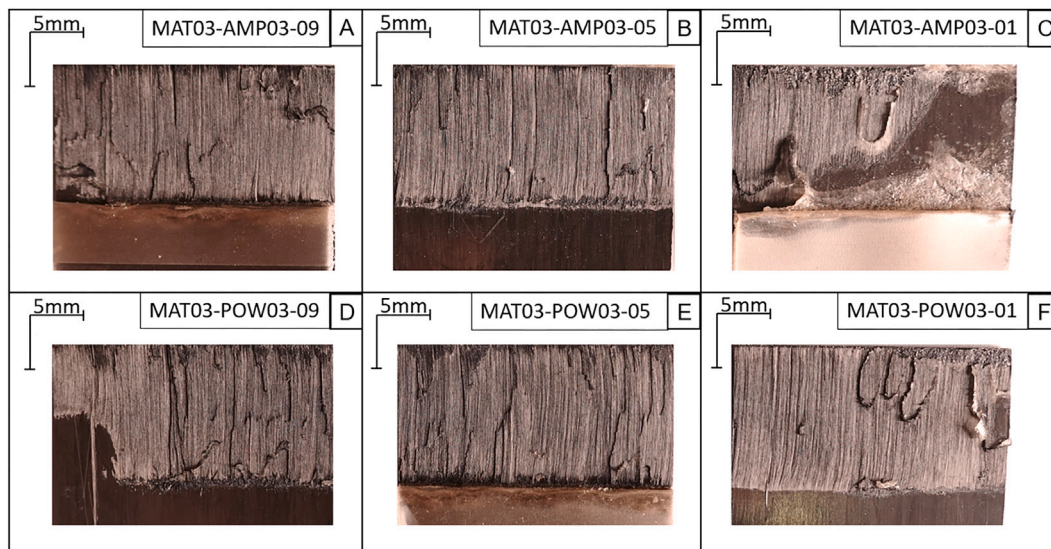 5mm MAT03-AMP03-09 A
5mm MAT03-AMP03-05 B
5mm MAT03-AMP03-01 C
5mm MAT03-POW03-09 D
5mm MAT03-POW03-05 E
5mm MAT03-POW03-01 F